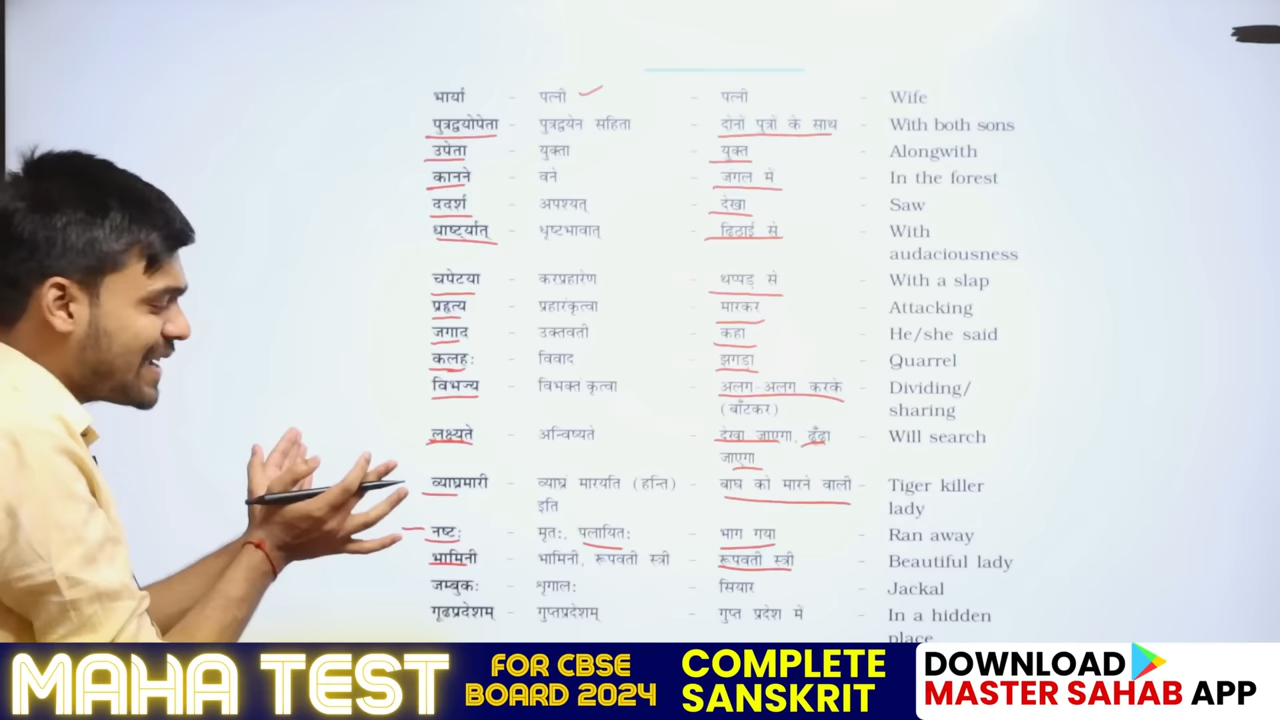 भार्या - पत्नी - पत्नी - Wife
पुत्रद्वयोपेता - पुत्रद्वयेन सहिता - दोनों पुत्रों के साथ - With both sons
उपेता - युक्ता - युक्त - Alongwith
कानने - वने - जंगल में - In the forest
ददर्श - अपश्यत् - देखा - Saw
धार्ष्ट्यात् - धृष्टभावात् - ढिठाई से - With
audaciousness
चपेटया - करप्रहारेण - थप्पड़ से - With a slap
प्रहृत्य - प्रहारंकृत्वा - मारकर - Attacking
जगाद - उक्तवती - कहा - He/she said
कलहः - विवाद - झगड़ा - Quarrel
विभज्य - विभक्त कृत्वा - अलग-अलग करके - Dividing/
(बाँटकर) sharing
लक्ष्यते - अन्विष्यते - देखा जाएगा, ढूँढ़ा - Will search
जाएगा
व्याघ्रमारी - व्याघ्रं मारयति (हन्ति) - बाघ को मारने वाली - Tiger killer
इति lady
नष्टः - मृतः, पलायितः - भाग गया - Ran away
भामिनी - भामिनी, रूपवती स्त्री - रूपवती स्त्री - Beautiful lady
जम्बुकः - शृगालः - सियार - Jackal
गूढप्रदेशम् - गुप्तप्रदेशम् - गुप्त प्रदेश में - In a hidden
place
MAHA TEST
FOR CBSE
BOARD 2024
COMPLETE
SANSKRIT
DOWNLOAD
MASTER SAHAB APP